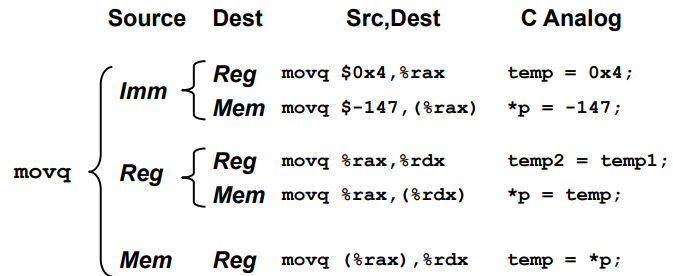 Source Dest Src,Dest C Analog
Imm Reg movq $0x4,%rax temp = 0x4;
Mem movq $-147,(%rax) *p = -147;
movq Reg Reg movq %rax,%rdx temp2 = temp1;
Mem movq %rax,(%rdx) *p = temp;
Mem Reg movq (%rax),%rdx temp = *p;